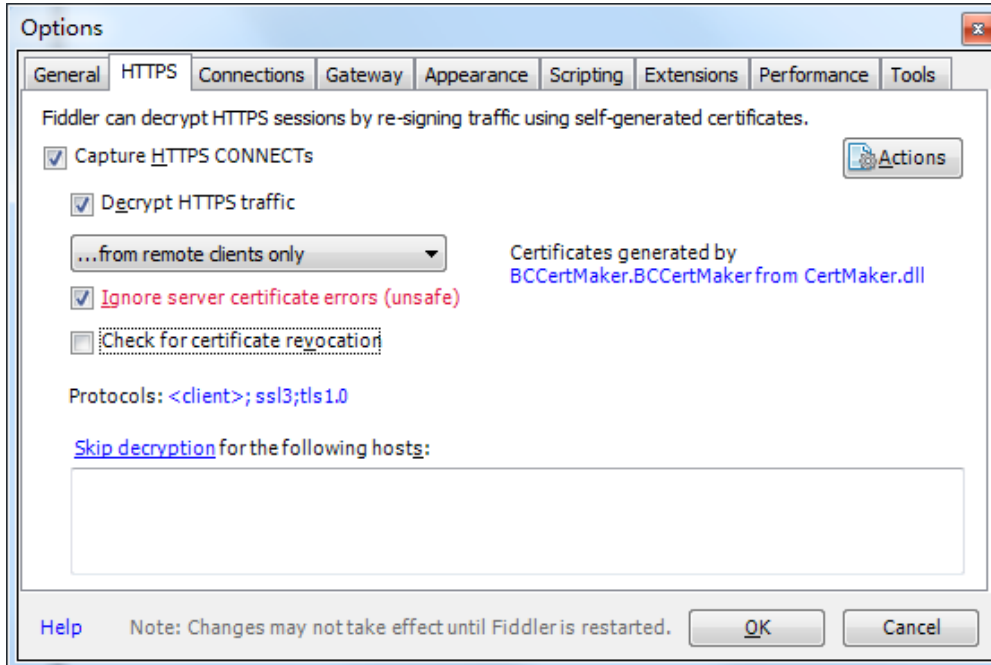 Options
General HTTPS Connections Gateway Appearance Scripting Extensions Performance Tools
Fiddler can decrypt HTTPS sessions by re-signing traffic using self-generated certificates.
Capture HTTPS CONNECTs
Actions
Decrypt HTTPS traffic
...from remote clients only
Certificates generated by
BCCertMaker.BCCertMaker from CertMaker.dll
Ignore server certificate errors (unsafe)
Check for certificate revocation
Protocols: <client>; ssl3;tls1.0
Skip decryption for the following hosts:
Help
Note: Changes may not take effect until Fiddler is restarted.
OK
Cancel